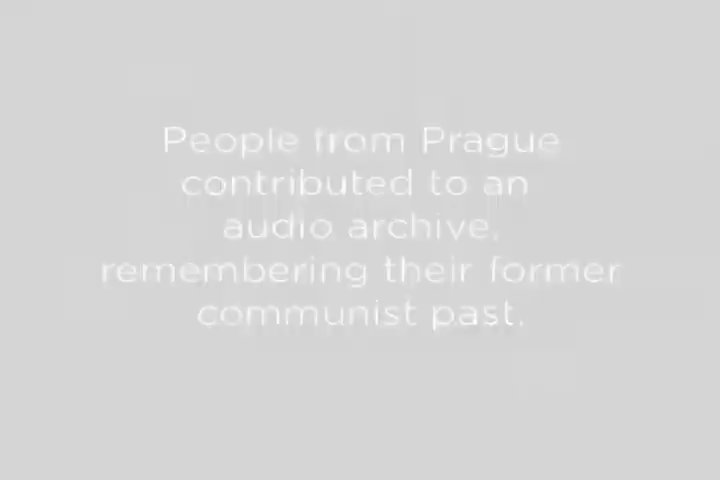 People from Prague
contributed to an
audio archive,
remembering their former
communist past.